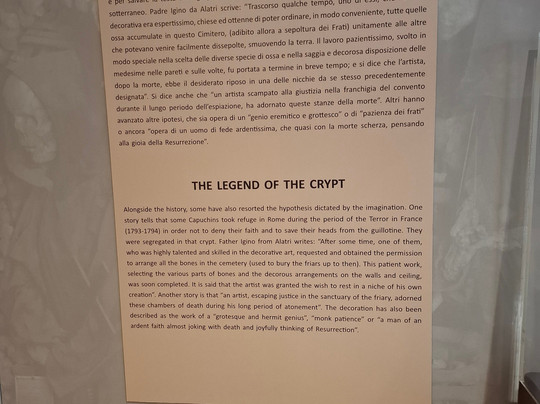 sotterraneo. Padre Igino da Alatri scrive: "Trascorso qualche tempo, uno di
decorativa era espertissimo, chiese ed ottenne di poter ordinare, in modo conveniente, tutte quelle
ossa accumulate in questo Cimitero, (adibito allora a sepoltura dei Frati) unitamente alle altre
che potevano venire facilmente dissepolte, smuovendo la terra. Il lavoro pazientissimo, svolto in
modo speciale nella scelta delle diverse specie di ossa e nella saggia e decorosa disposizione delle
medesime nelle pareti e sulle volte, fu portata a termine in breve tempo; e si dice che l'artista,
dopo la morte, ebbe il desiderato riposo in una delle nicchie da se stesso precedentemente
designata". Si dice anche che "un artista scampato alla giustizia nella franchigia del convento
durante il lungo periodo dell'espiazione, ha adornato queste stanze della morte". Altri hanno
avanzato altre ipotesi, che sia opera di un "genio eremitico e grottesco" o di "pazienza dei frati"
o ancora "opera di un uomo di fede ardentissima, che quasi con la morte scherza, pensando
alla gioia della Resurrezione".
THE LEGEND OF THE CRYPT
Alongside the history, some have also resorted the hypothesis dictated by the imagination. One
story tells that some Capuchins took refuge in Rome during the period of the Terror in France
(1793-1794) in order not to deny their faith and to save their heads from the guillotine. They
were segregated in that crypt. Father Igino from Alatri writes: "After some time, one of them,
who was highly talented and skilled in the decorative art, requested and obtained the permission
to arrange all the bones in the cemetery (used to bury the friars up to then). This patient work,
selecting the various parts of bones and the decorous arrangements on the walls and ceiling,
was soon completed. It is said that the artist was granted the wish to rest in a niche of his own
creation". Another story is that "an artist, escaping justice in the sanctuary of the friary, adorned
these chambers of death during his long period of atonement". The decoration has also been
described as the work of a "grotesque and hermit genius", "monk patience" or "a man of an
ardent faith almost joking with death and joyfully thinking of Resurrection".